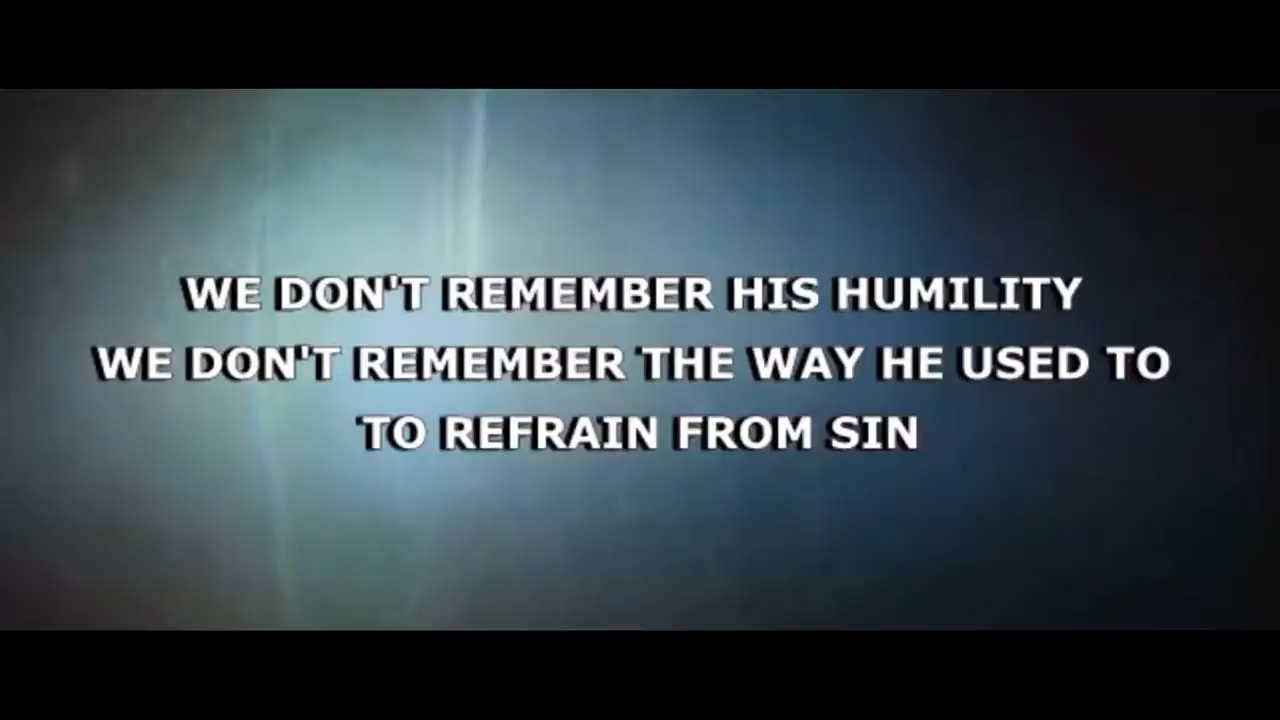 WE DON'T REMEMBER HIS HUMILITY
WE DON'T REMEMBER THE WAY HE USED TO
TO REFRAIN FROM SIN